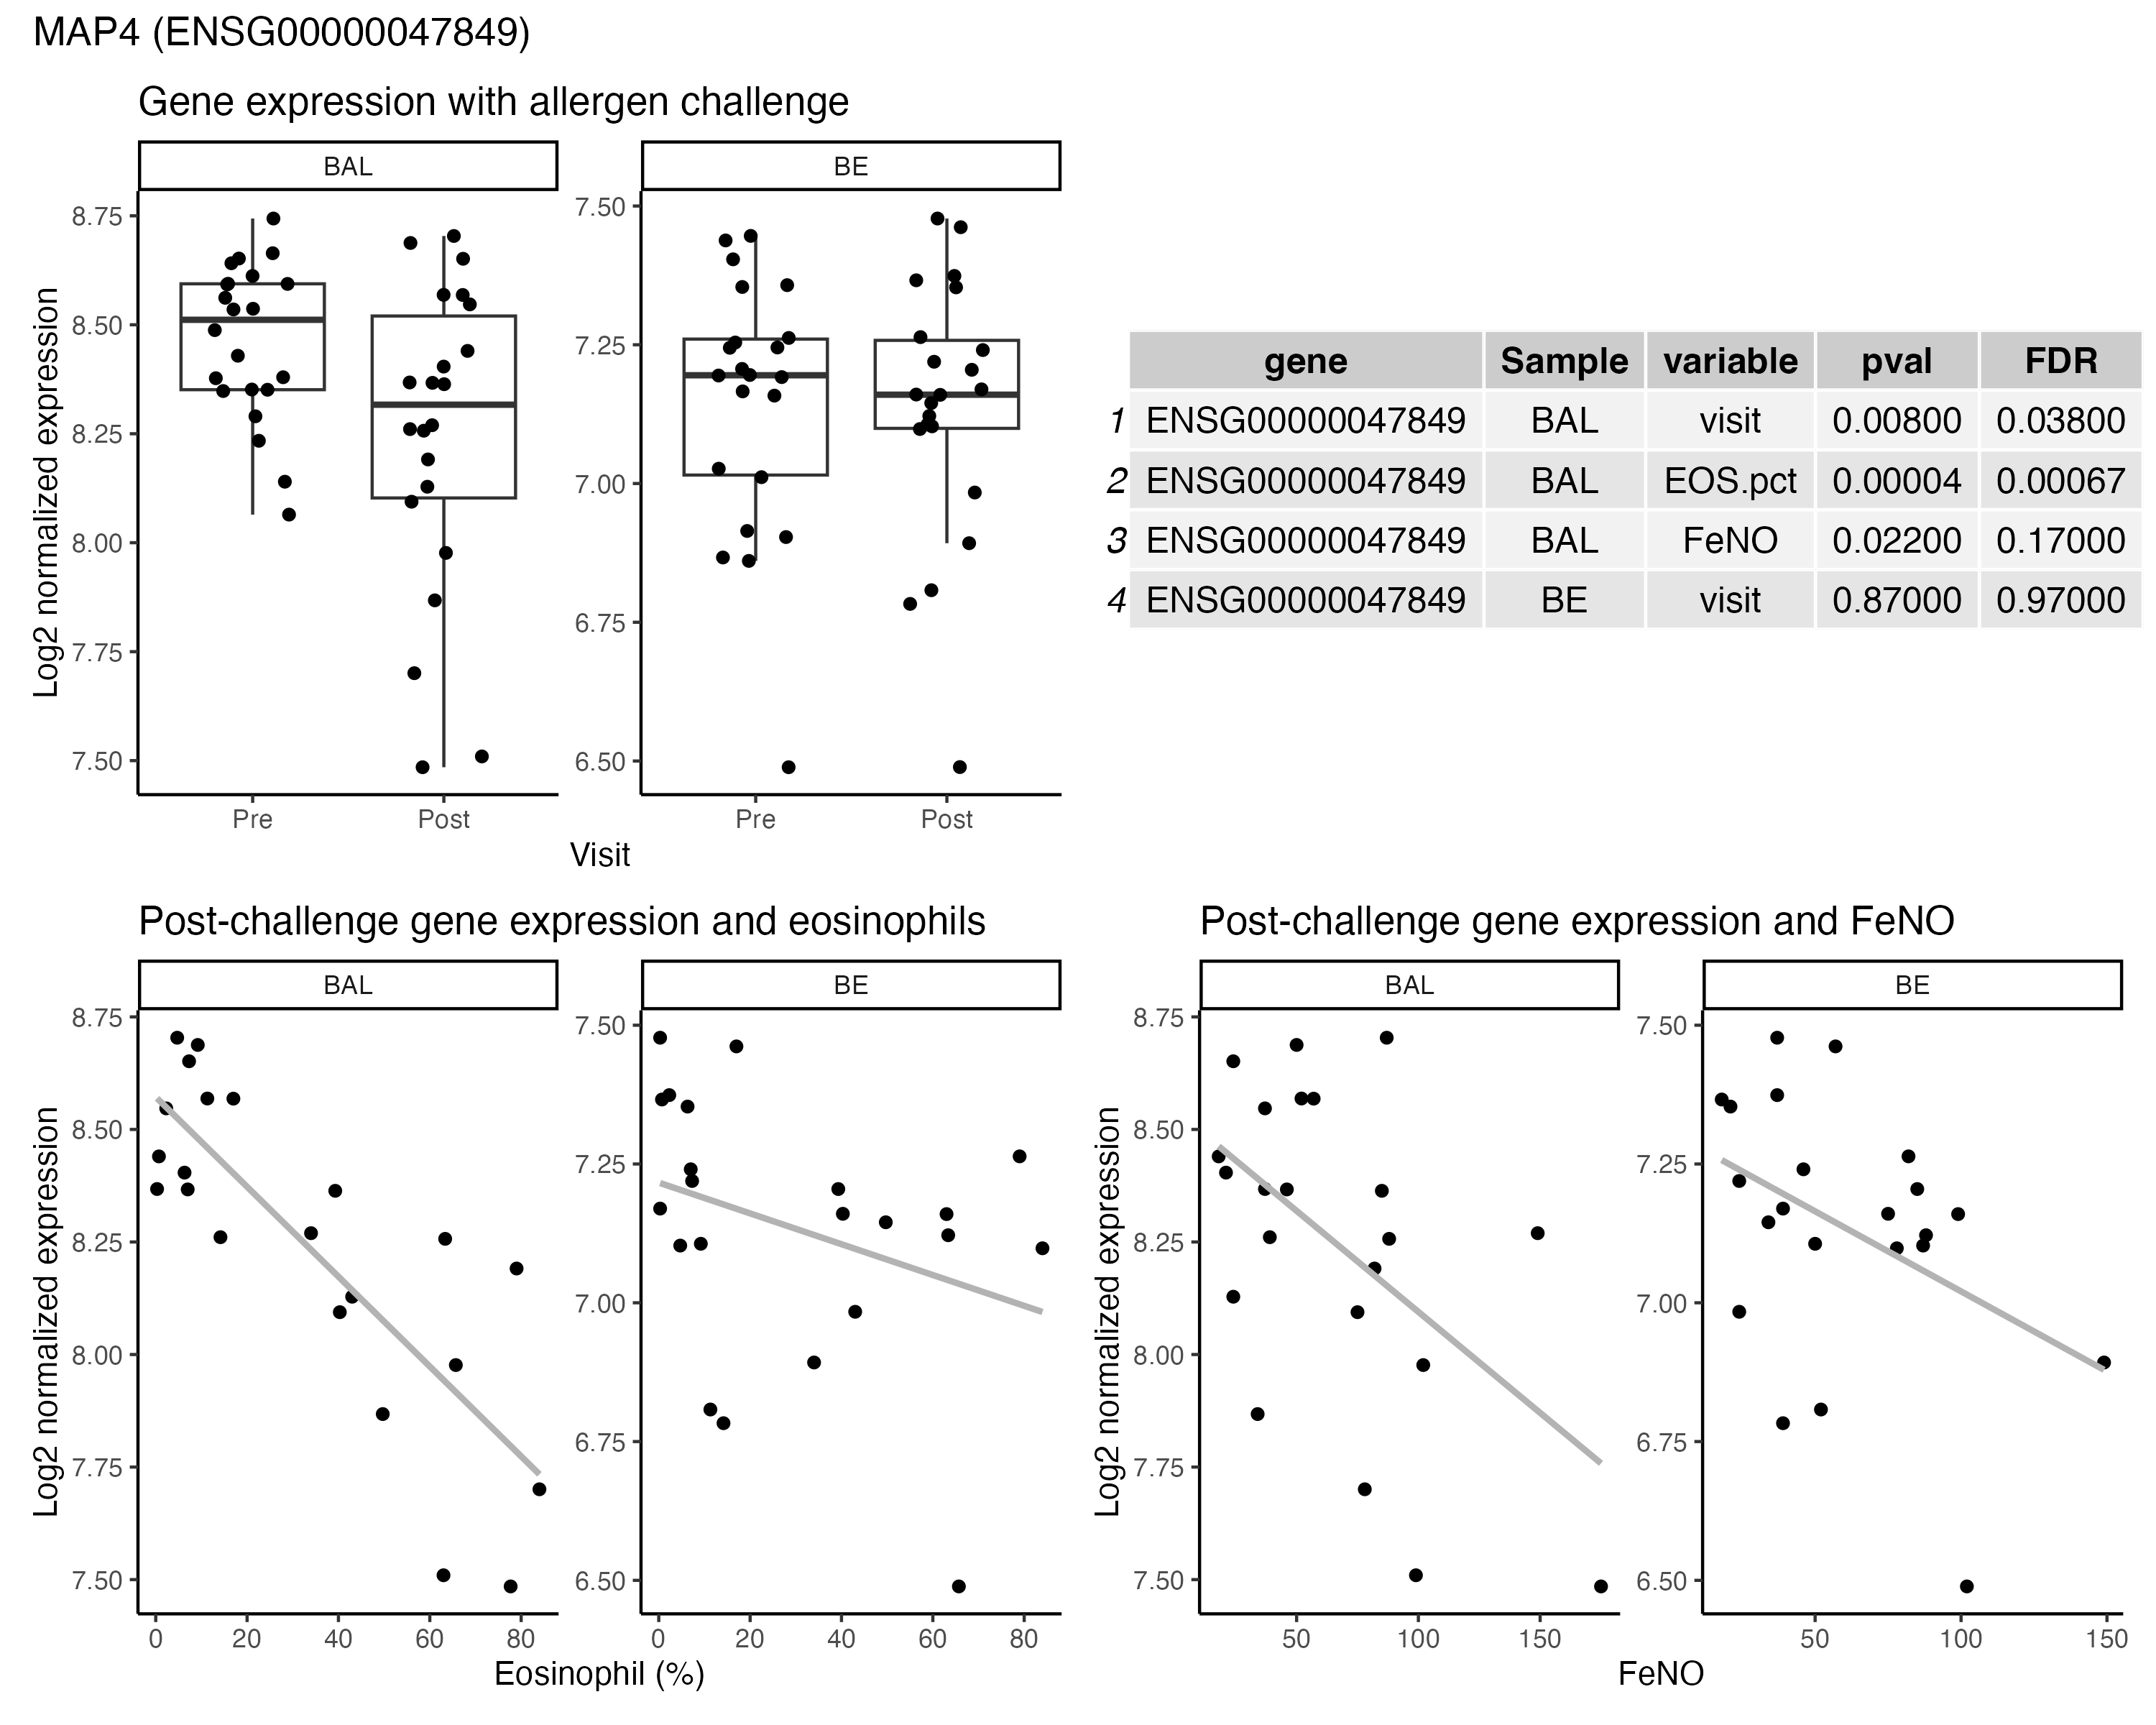 MAP4 (ENSG00000047849)
Gene expression with allergen challenge
BAL
BE
Log2 normalized expression
8.75
8.50
8.25
8.00
7.75
7.50
7.50
7.25
7.00
6.75
6.50
Pre
Post
Pre
Post
Visit
gene Sample variable pval FDR
1 ENSG00000047849 BAL visit 0.00800 0.03800
2 ENSG00000047849 BAL EOS.pct 0.00004 0.00067
3 ENSG00000047849 BAL FeNO 0.02200 0.17000
4 ENSG00000047849 BE visit 0.87000 0.97000
Post-challenge gene expression and eosinophils
BAL
BE
Log2 normalized expression
8.75
8.50
8.25
8.00
7.75
7.50
7.50
7.25
7.00
6.75
6.50
0 20 40 60 80
0 20 40 60 80
Eosinophil (%)
Post-challenge gene expression and FeNO
BAL
BE
Log2 normalized expression
8.75
8.50
8.25
8.00
7.75
7.50
7.50
7.25
7.00
6.75
6.50
50 100 150
50 100 150
FeNO